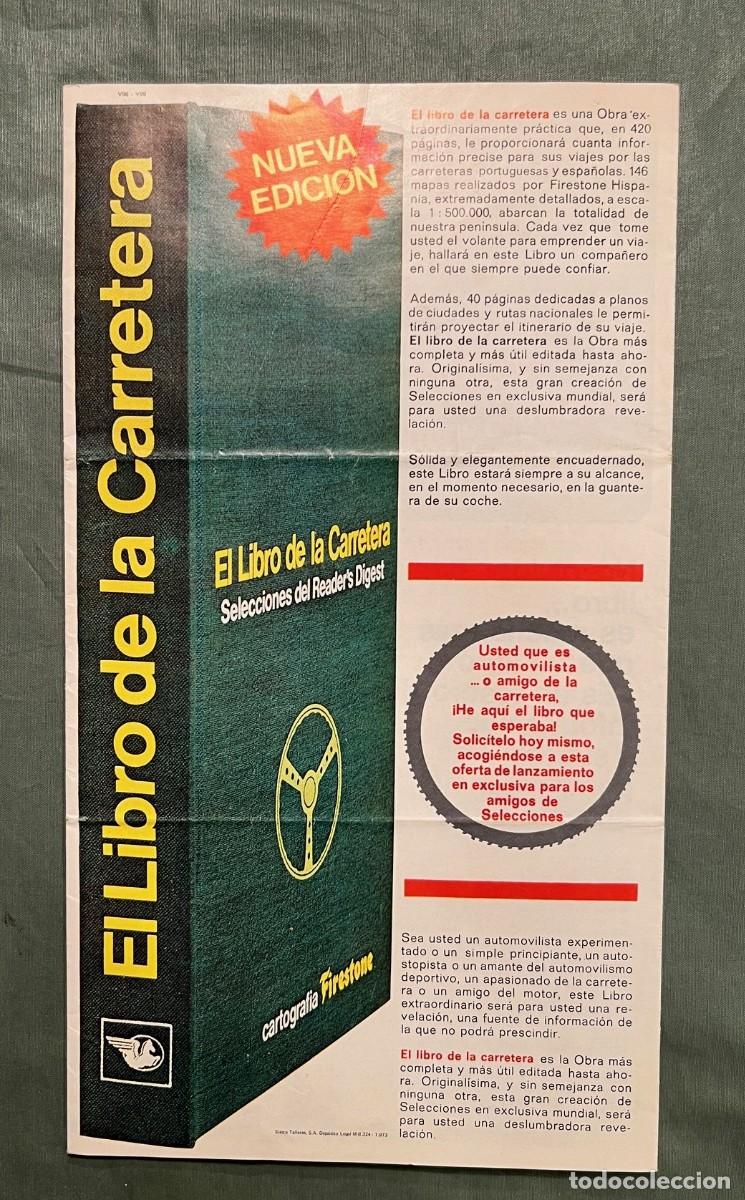 V96 - V99
El Libro de la Carretera
NUEVA
EDICION
El Libro de la Carretera
Selecciones del Reader's Digest
cartografía Firestone
El libro de la carretera es una Obra ex-
traordinariamente práctica que, en 420
páginas, le proporcionará cuanta infor-
mación precise para sus viajes por las
carreteras portuguesas y españolas. 146
mapas realizados por Firestone Hispa-
nia, extremadamente detallados, a esca-
la 1:500.000, abarcan la totalidad de
nuestra península. Cada vez que tome
usted el volante para emprender un via-
je, hallará en este Libro un compañero
en el que siempre puede confiar.
Además, 40 páginas dedicadas a planos
de ciudades y rutas nacionales le permi-
tirán proyectar el itinerario de su viaje.
El libro de la carretera es la Obra más
completa y más útil editada hasta aho-
ra. Originalísima, y sin semejanza con
ninguna otra, esta gran creación de
Selecciones en exclusiva mundial, será
para usted una deslumbradora reve-
lación.
Sólida y elegantemente encuadernado,
este Libro estará siempre a su alcance,
en el momento necesario, en la guante-
ra de su coche.
Usted que es
automovilista
... o amigo de la
carretera,
¡He aquí el libro que
esperaba!
Solicítelo hoy mismo,
acogiéndose a esta
oferta de lanzamiento
en exclusiva para los
amigos de
Selecciones
Sea usted un automovilista experimen-
tado o un simple principiante, un auto-
stopista o un amante del automovilismo
deportivo, un apasionado de la carrete-
ra o un amigo del motor, este Libro
extraordinario será para usted una re-
velación, una fuente de información de
la que no podrá prescindir.
El libro de la carretera es la Obra más
completa y más útil editada hasta aho-
ra. Originalísima, y sin semejanza con
ninguna otra, esta gran creación de
Selecciones en exclusiva mundial, será
para usted una deslumbradora reve-
lación.
Talleres, S.A. Depósito Legal M-8.224 - 1.973
todocoleccion